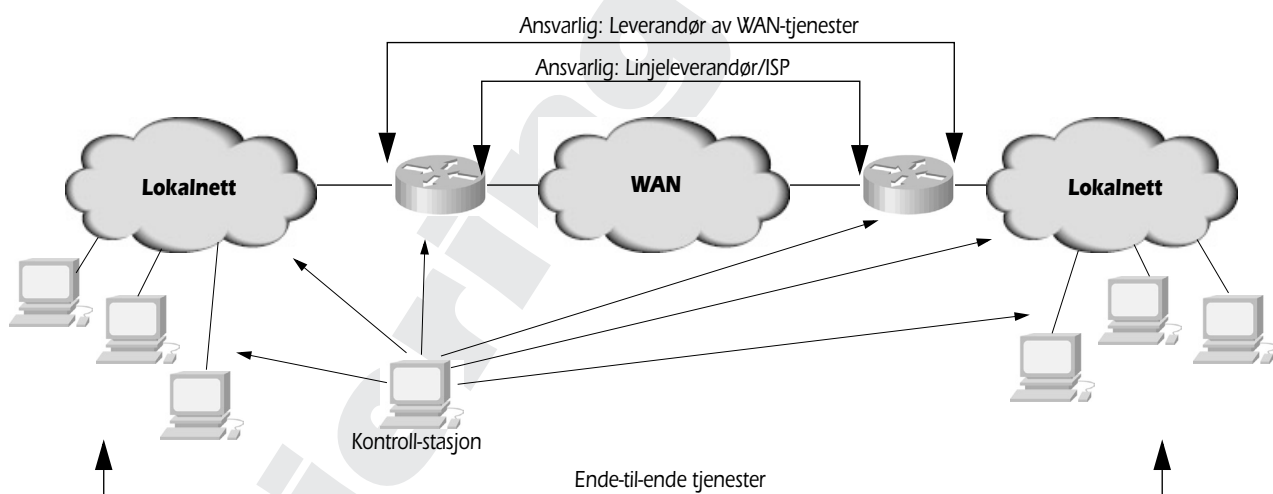 Ansvarlig: Leverandør av WAN-tjenester
Ansvarlig: Linjeleverandør/ISP
Lokalnett
WAN
Lokalnett
Kontroll-stasjon
Ende-til-ende tjenester